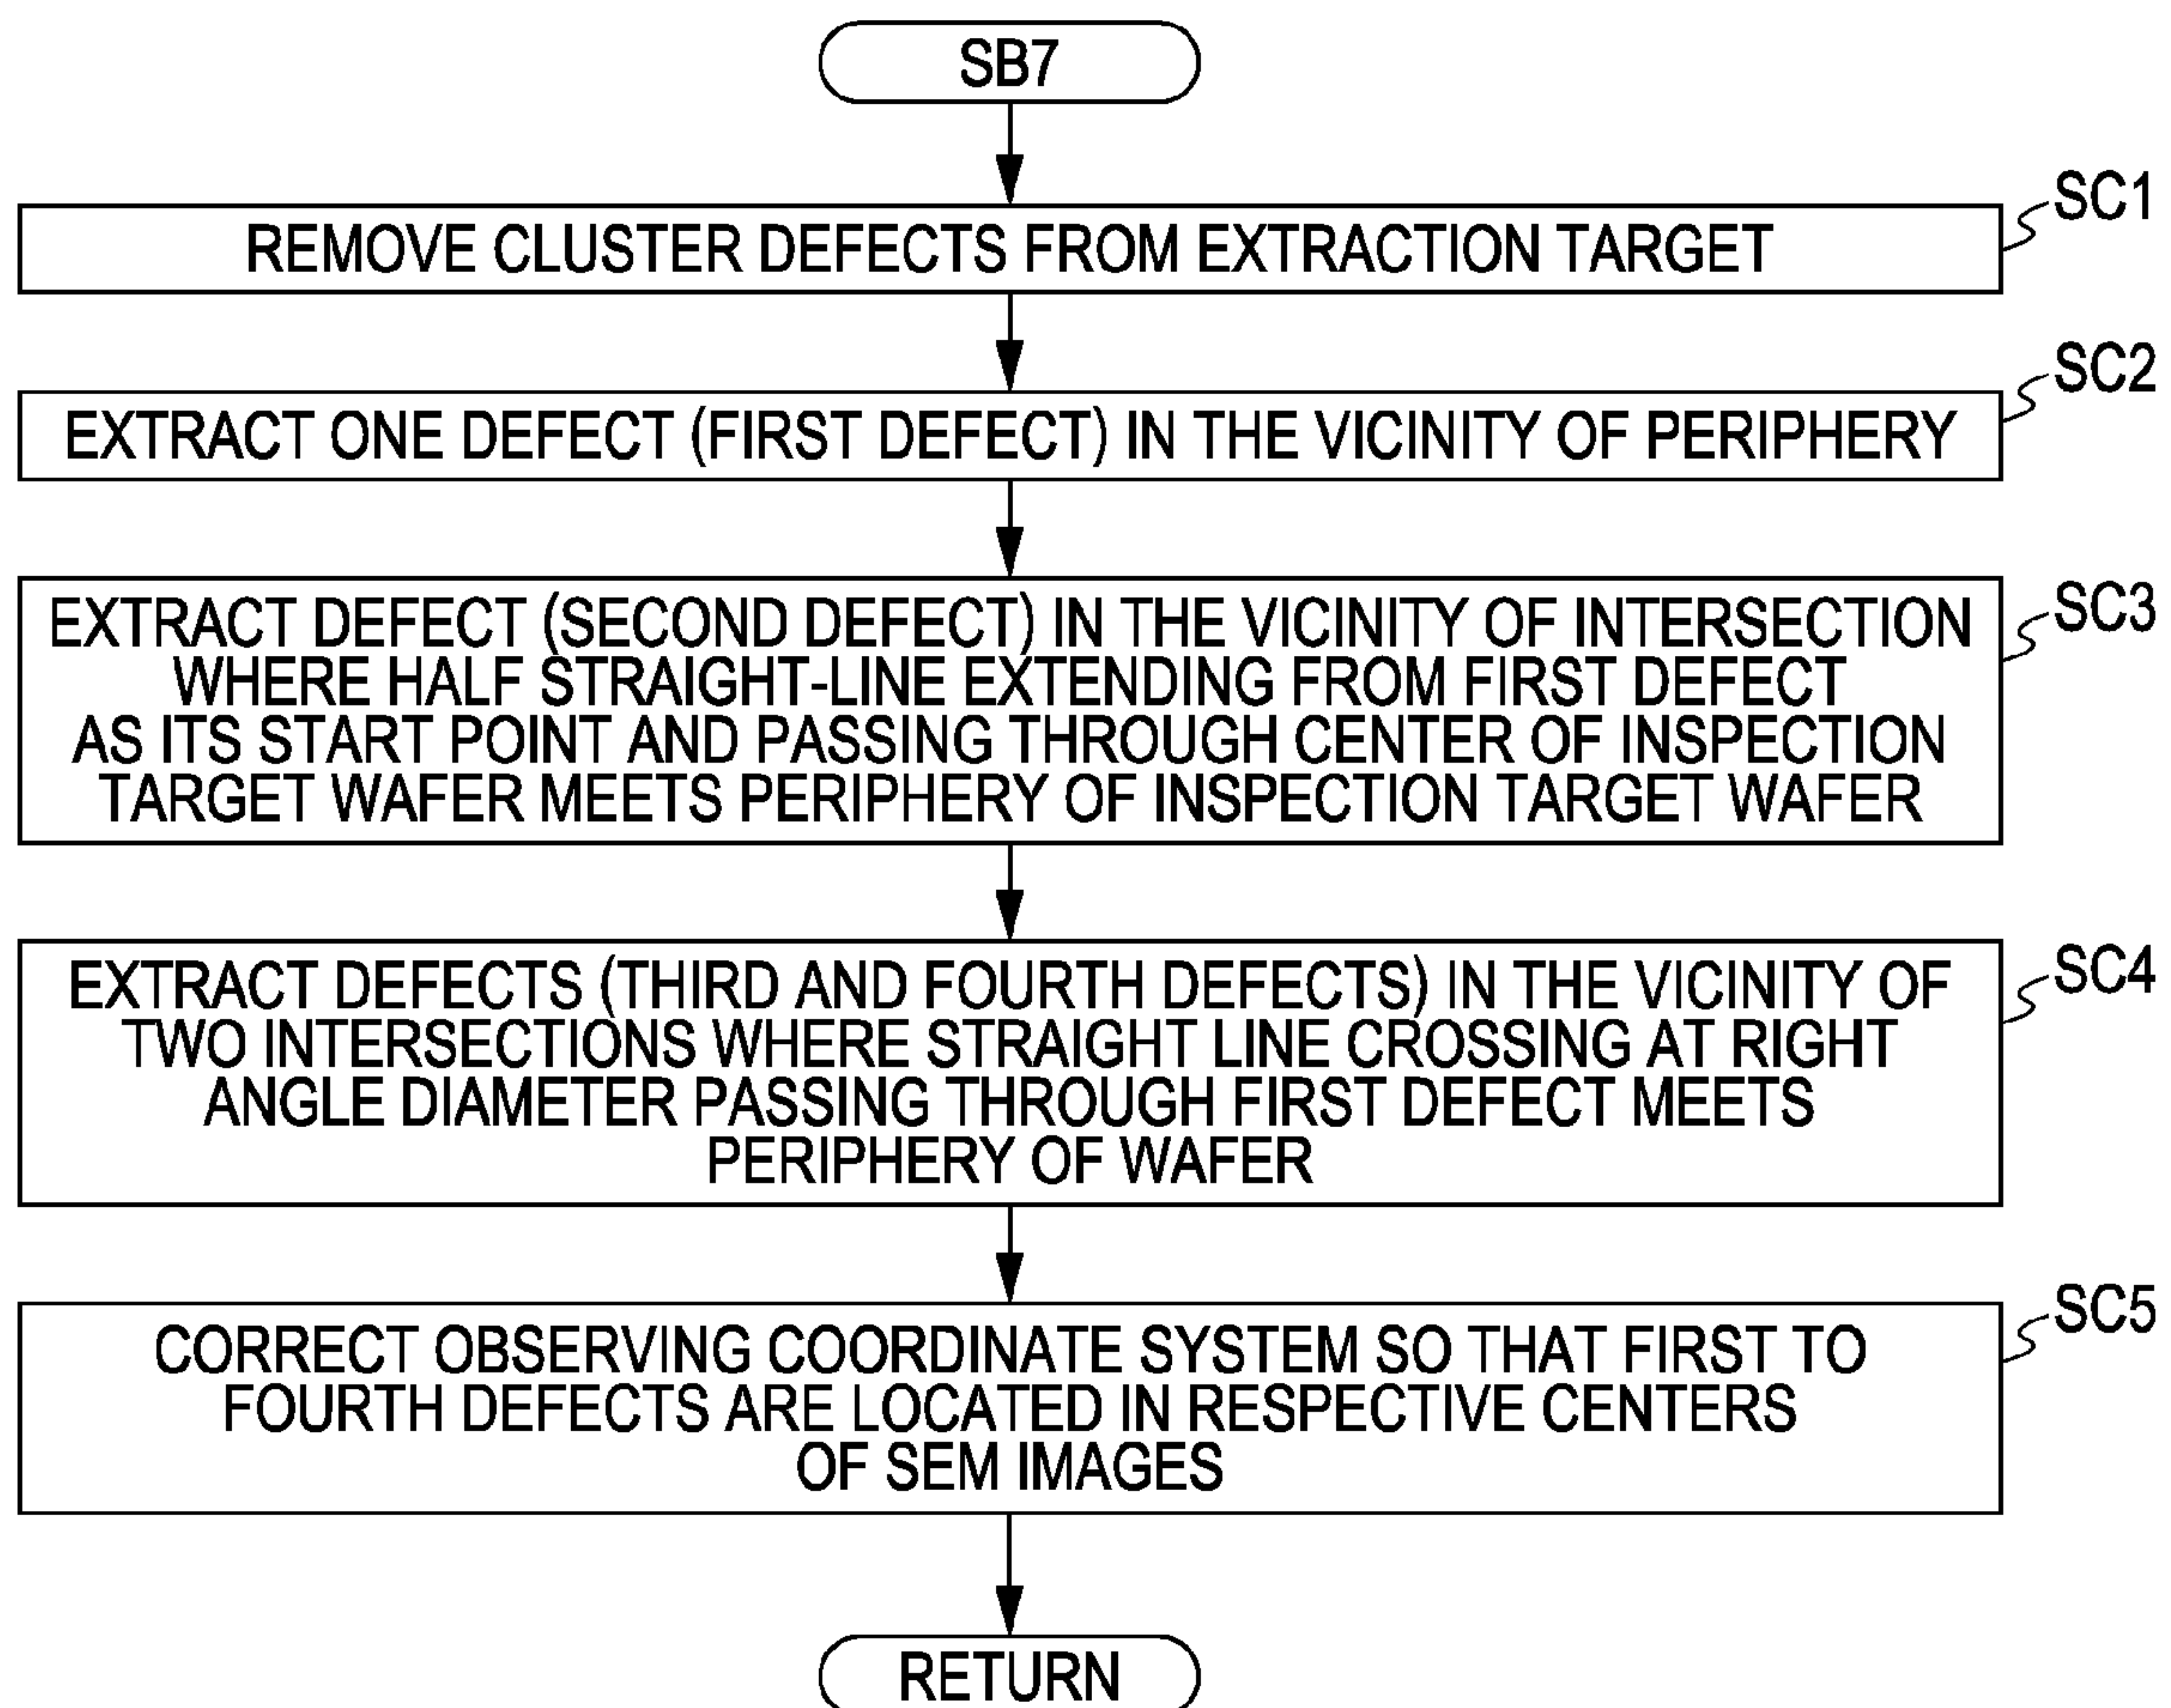 SB7
SC1
REMOVE CLUSTER DEFECTS FROM EXTRACTION TARGET
SC2
EXTRACT ONE DEFECT (FIRST DEFECT) IN THE VICINITY OF PERIPHERY
SC3
EXTRACT DEFECT (SECOND DEFECT) IN THE VICINITY OF INTERSECTION
WHERE HALF STRAIGHT-LINE EXTENDING FROM FIRST DEFECT
AS ITS START POINT AND PASSING THROUGH CENTER OF INSPECTION
TARGET WAFER MEETS PERIPHERY OF INSPECTION TARGET WAFER
SC4
EXTRACT DEFECTS (THIRD AND FOURTH DEFECTS) IN THE VICINITY OF
TWO INTERSECTIONS WHERE STRAIGHT LINE CROSSING AT RIGHT
ANGLE DIAMETER PASSING THROUGH FIRST DEFECT MEETS
PERIPHERY OF WAFER
SC5
CORRECT OBSERVING COORDINATE SYSTEM SO THAT FIRST TO
FOURTH DEFECTS ARE LOCATED IN RESPECTIVE CENTERS
OF SEM IMAGES
RETURN